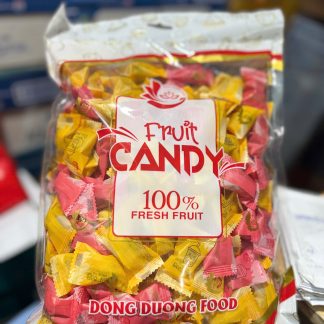 Fruit
CANDY
100%
FRESH FRUIT
DONG DUONG FOOD